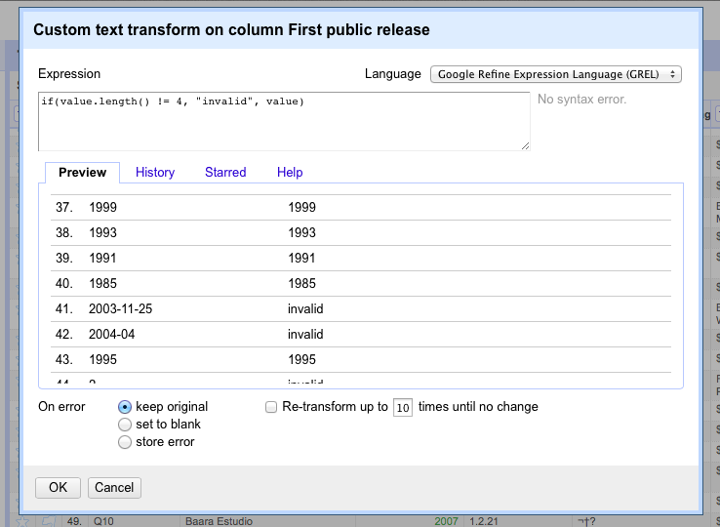 Custom text transform on column First public release
Expression
Language Google Refine Expression Language (GREL)
if(value.length() != 4, "invalid", value)
No syntax error.
Preview History Starred Help
37. 1999 1999
38. 1993 1993
39. 1991 1991
40. 1985 1985
41. 2003-11-25 invalid
42. 2004-04 invalid
43. 1995 1995
44. ? invalid
On error keep original Re-transform up to 10 times until no change
set to blank
store error
OK Cancel
49. Q10 Baara Estudio 2007 1.2.21 ¬†?